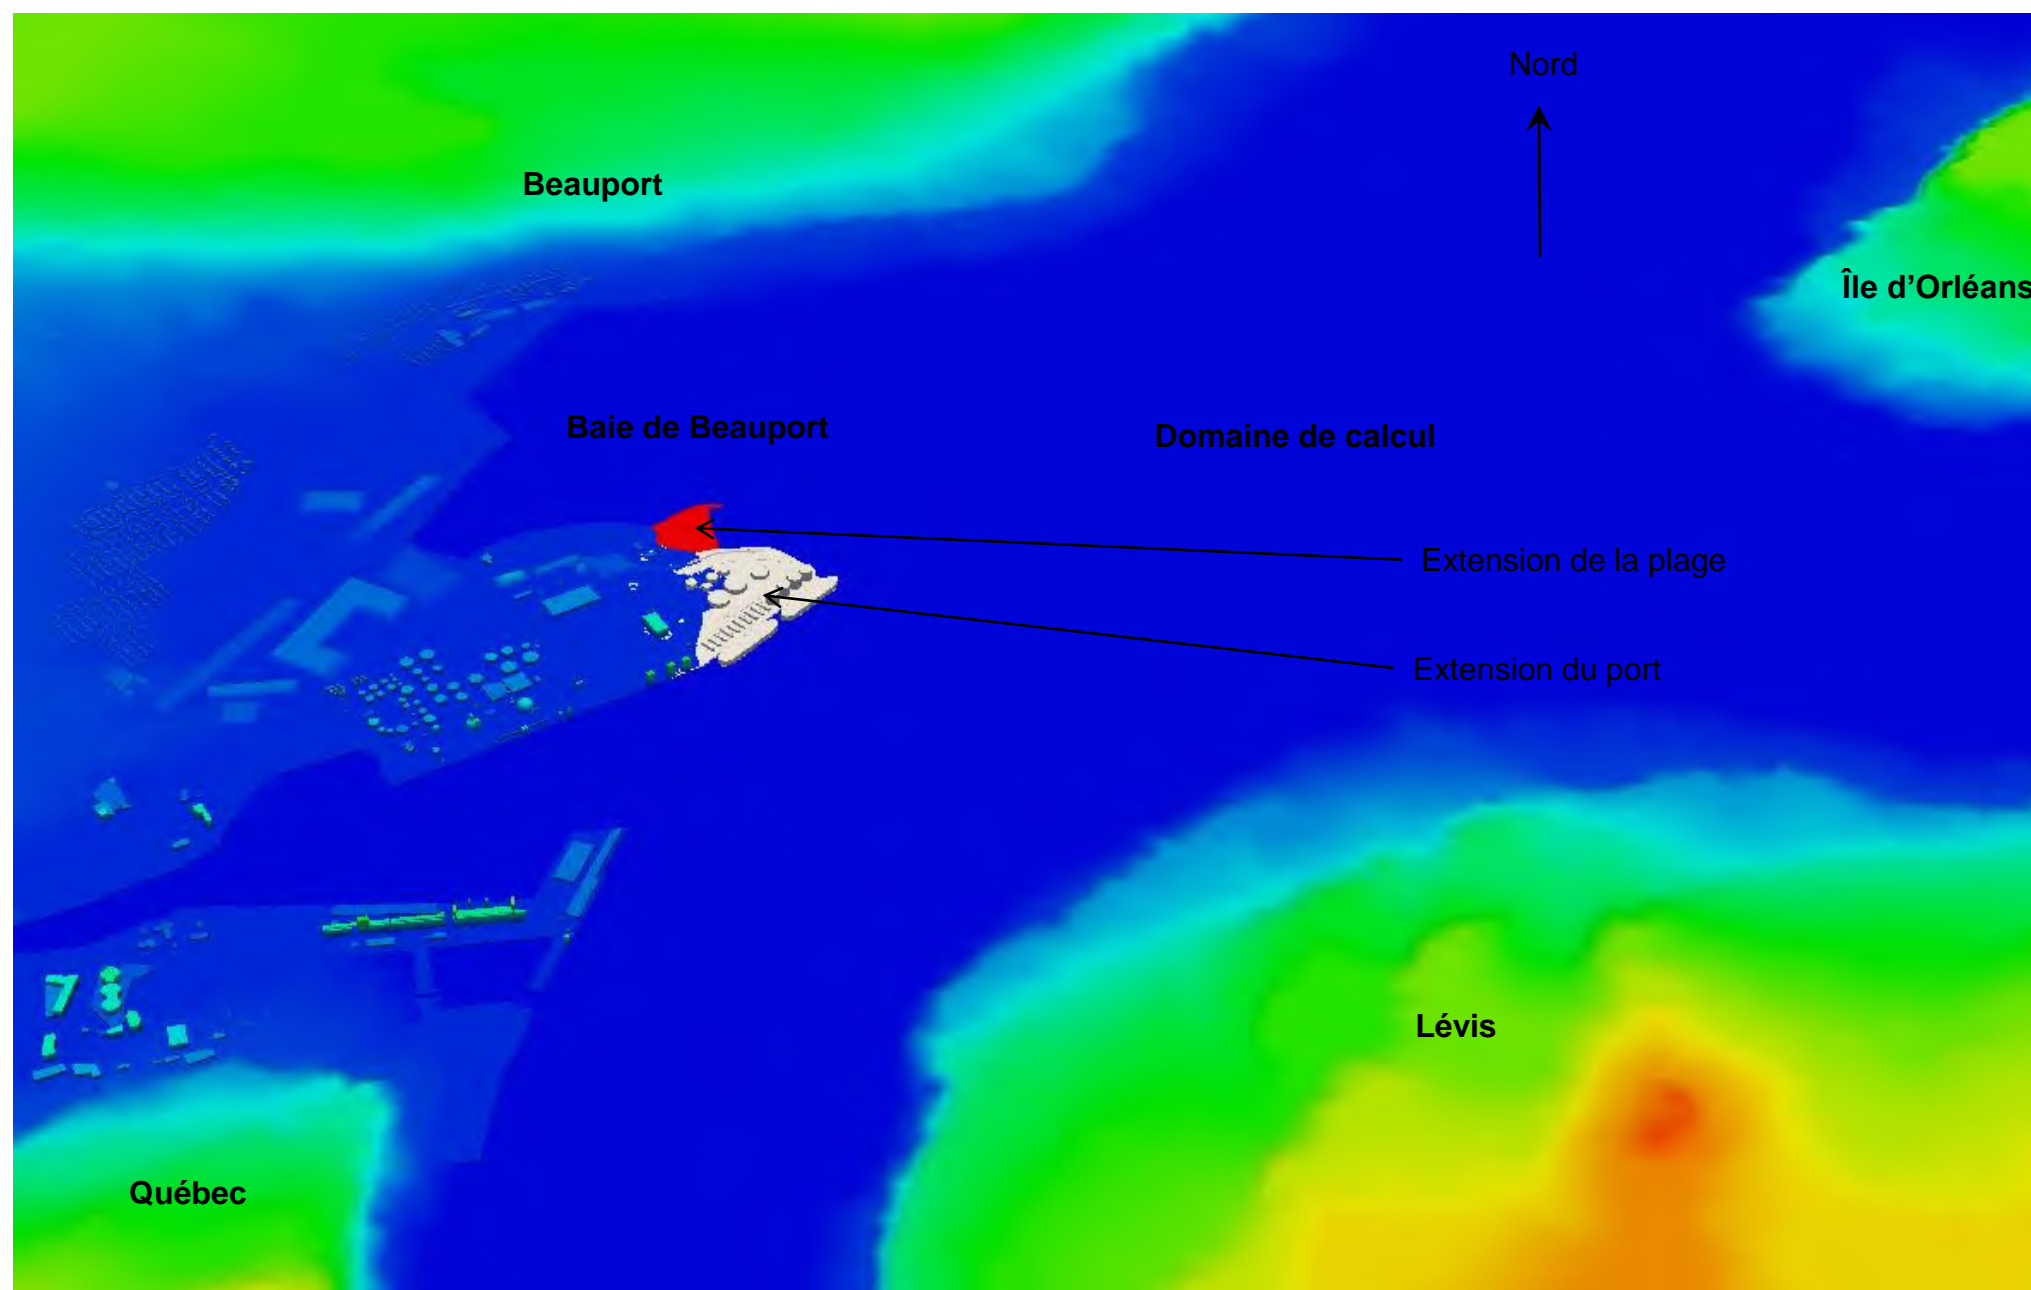 Nord
Beauport
Île d’Orléans
Baie de Beauport
Domaine de calcul
Extension de la plage
Extension du port
Lévis
Québec